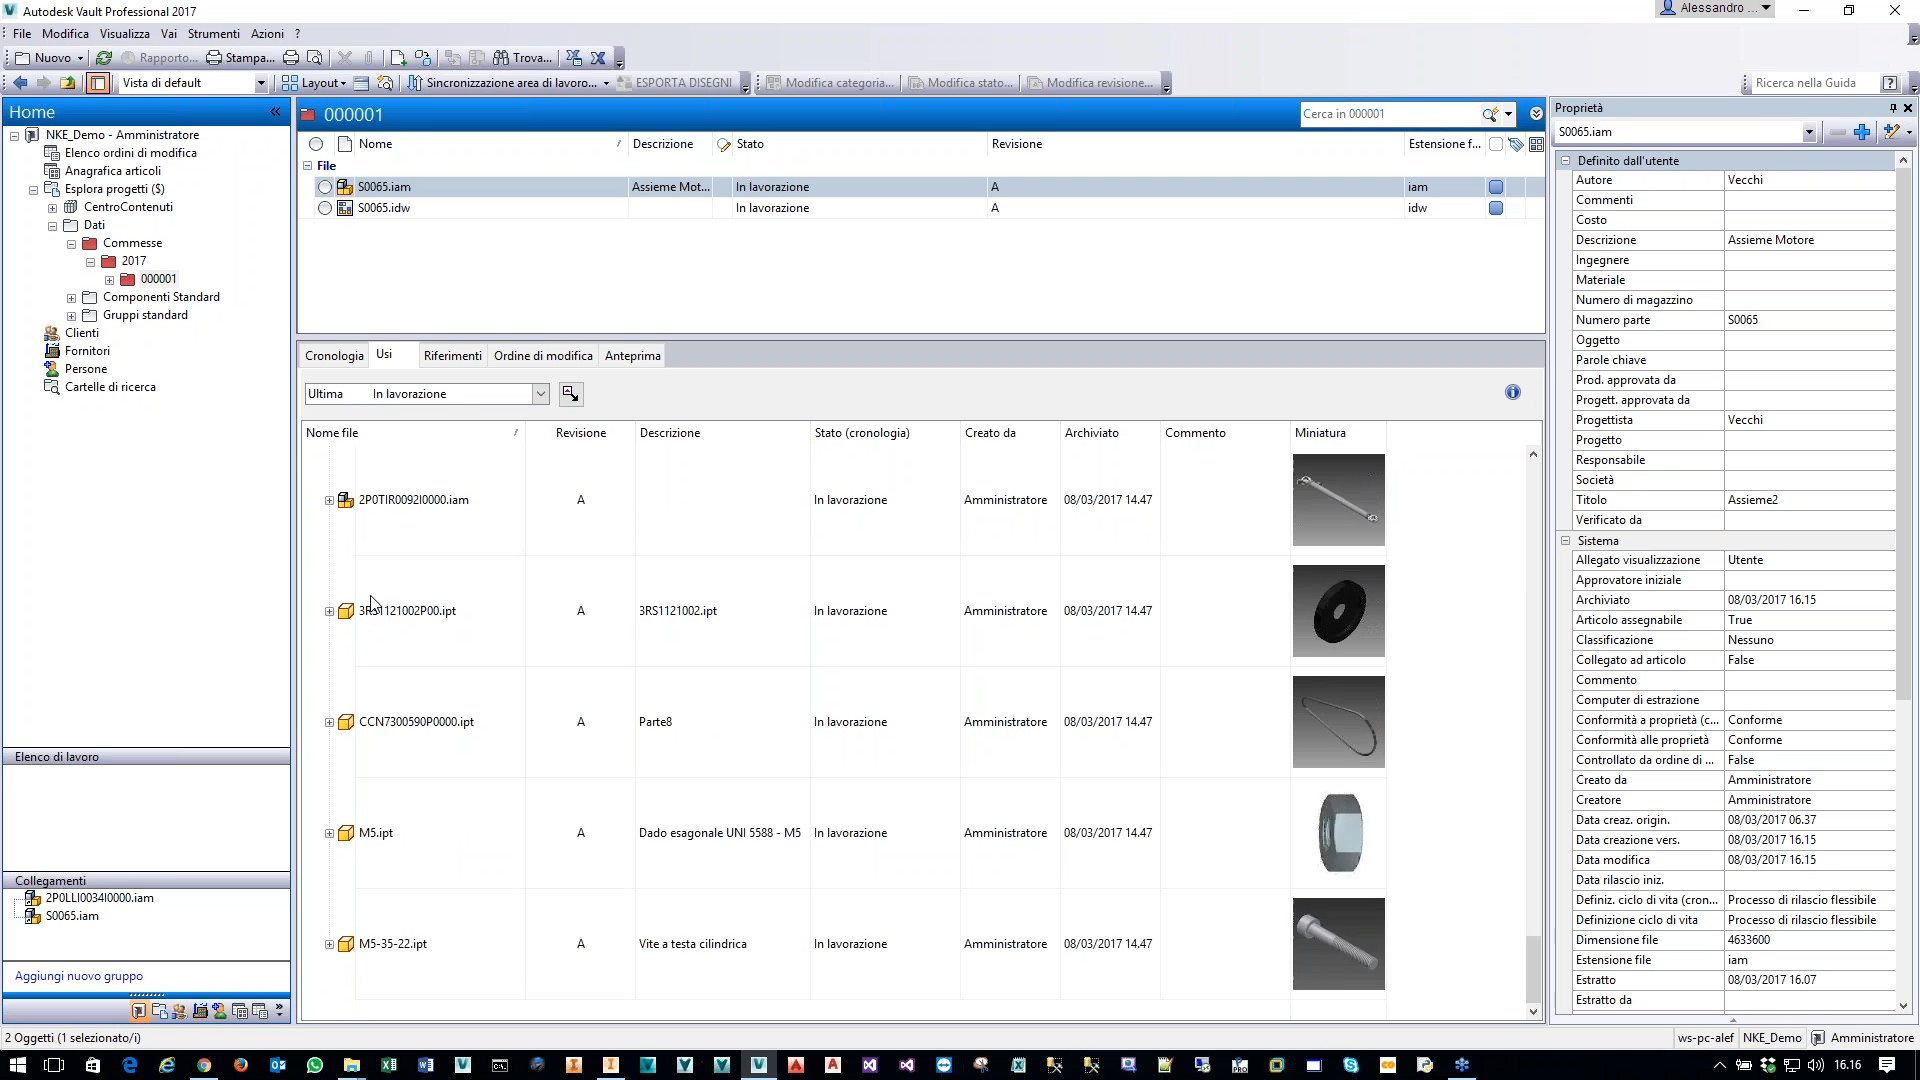 Autodesk Vault Professional 2017
Alessandro ...
File Modifica Visualizza Vai Strumenti Azioni ?
Nuovo Rapporto... Stampa... Trova...
Vista di default Layout Sincronizzazione area di lavoro... ESPORTA DISEGNI Modifica categoria... Modifica stato... Modifica revisione... Ricerca nella Guida
Home
NKE_Demo - Amministratore
Elenco ordini di modifica
Anagrafica articoli
Esplora progetti ($)
CentroContenuti
Dati
Commesse
2017
000001
Componenti Standard
Gruppi standard
Clienti
Fornitori
Persone
Cartelle di ricerca
Elenco di lavoro
Collegamenti
2P0LLI0034I0000.iam
S0065.iam
Aggiungi nuovo gruppo
000001
Cerca in 000001
Nome Descrizione Stato Revisione Estensione f...
File
S0065.iam Assieme Mot... In lavorazione A iam
S0065.idw In lavorazione A idw
Cronologia Usi Riferimenti Ordine di modifica Anteprima
Ultima In lavorazione
Nome file Revisione Descrizione Stato (cronologia) Creato da Archiviato Commento Miniatura
2P0TIR0092I0000.iam A In lavorazione Amministratore 08/03/2017 14.47
3RS1121002P00.ipt A 3RS1121002.ipt In lavorazione Amministratore 08/03/2017 14.47
CCN7300590P0000.ipt A Parte8 In lavorazione Amministratore 08/03/2017 14.47
M5.ipt A Dado esagonale UNI 5588 - M5 In lavorazione Amministratore 08/03/2017 14.47
M5-35-22.ipt A Vite a testa cilindrica In lavorazione Amministratore 08/03/2017 14.47
Proprietà
S0065.iam
Definito dall'utente
Autore Vecchi
Commenti
Costo
Descrizione Assieme Motore
Ingegnere
Materiale
Numero di magazzino
Numero parte S0065
Oggetto
Parole chiave
Prod. approvata da
Progett. approvata da
Progettista Vecchi
Progetto
Responsabile
Società
Titolo Assieme2
Verificato da
Sistema
Allegato visualizzazione Utente
Approvatore iniziale
Archiviato 08/03/2017 16.15
Articolo assegnabile True
Classificazione Nessuno
Collegato ad articolo False
Commento
Computer di estrazione
Conformità a proprietà (c... Conforme
Conformità alle proprietà Conforme
Controllato da ordine di ... False
Creato da Amministratore
Creatore Amministratore
Data creaz. origin. 08/03/2017 06.37
Data creazione vers. 08/03/2017 16.15
Data modifica 08/03/2017 16.15
Data rilascio iniz.
Definiz. ciclo di vita (cron... Processo di rilascio flessibile
Definizione ciclo di vita Processo di rilascio flessibile
Dimensione file 4633600
Estensione file iam
Estratto 08/03/2017 16.07
Estratto da
2 Oggetti (1 selezionato/i)
ws-pc-alef NKE_Demo Amministratore
16.16